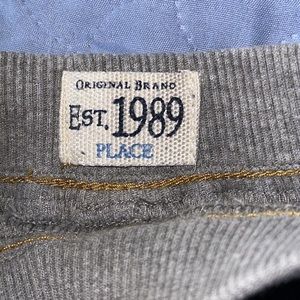 ORIGINAL BRAND
EST. 1989
PLACE